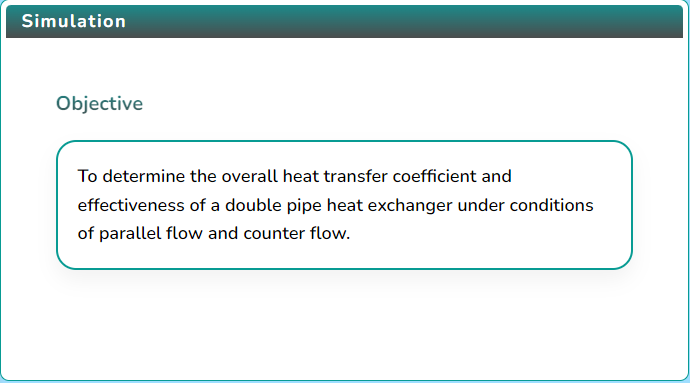 Simulation
Objective
To determine the overall heat transfer coefficient and
effectiveness of a double pipe heat exchanger under conditions
of parallel flow and counter flow.